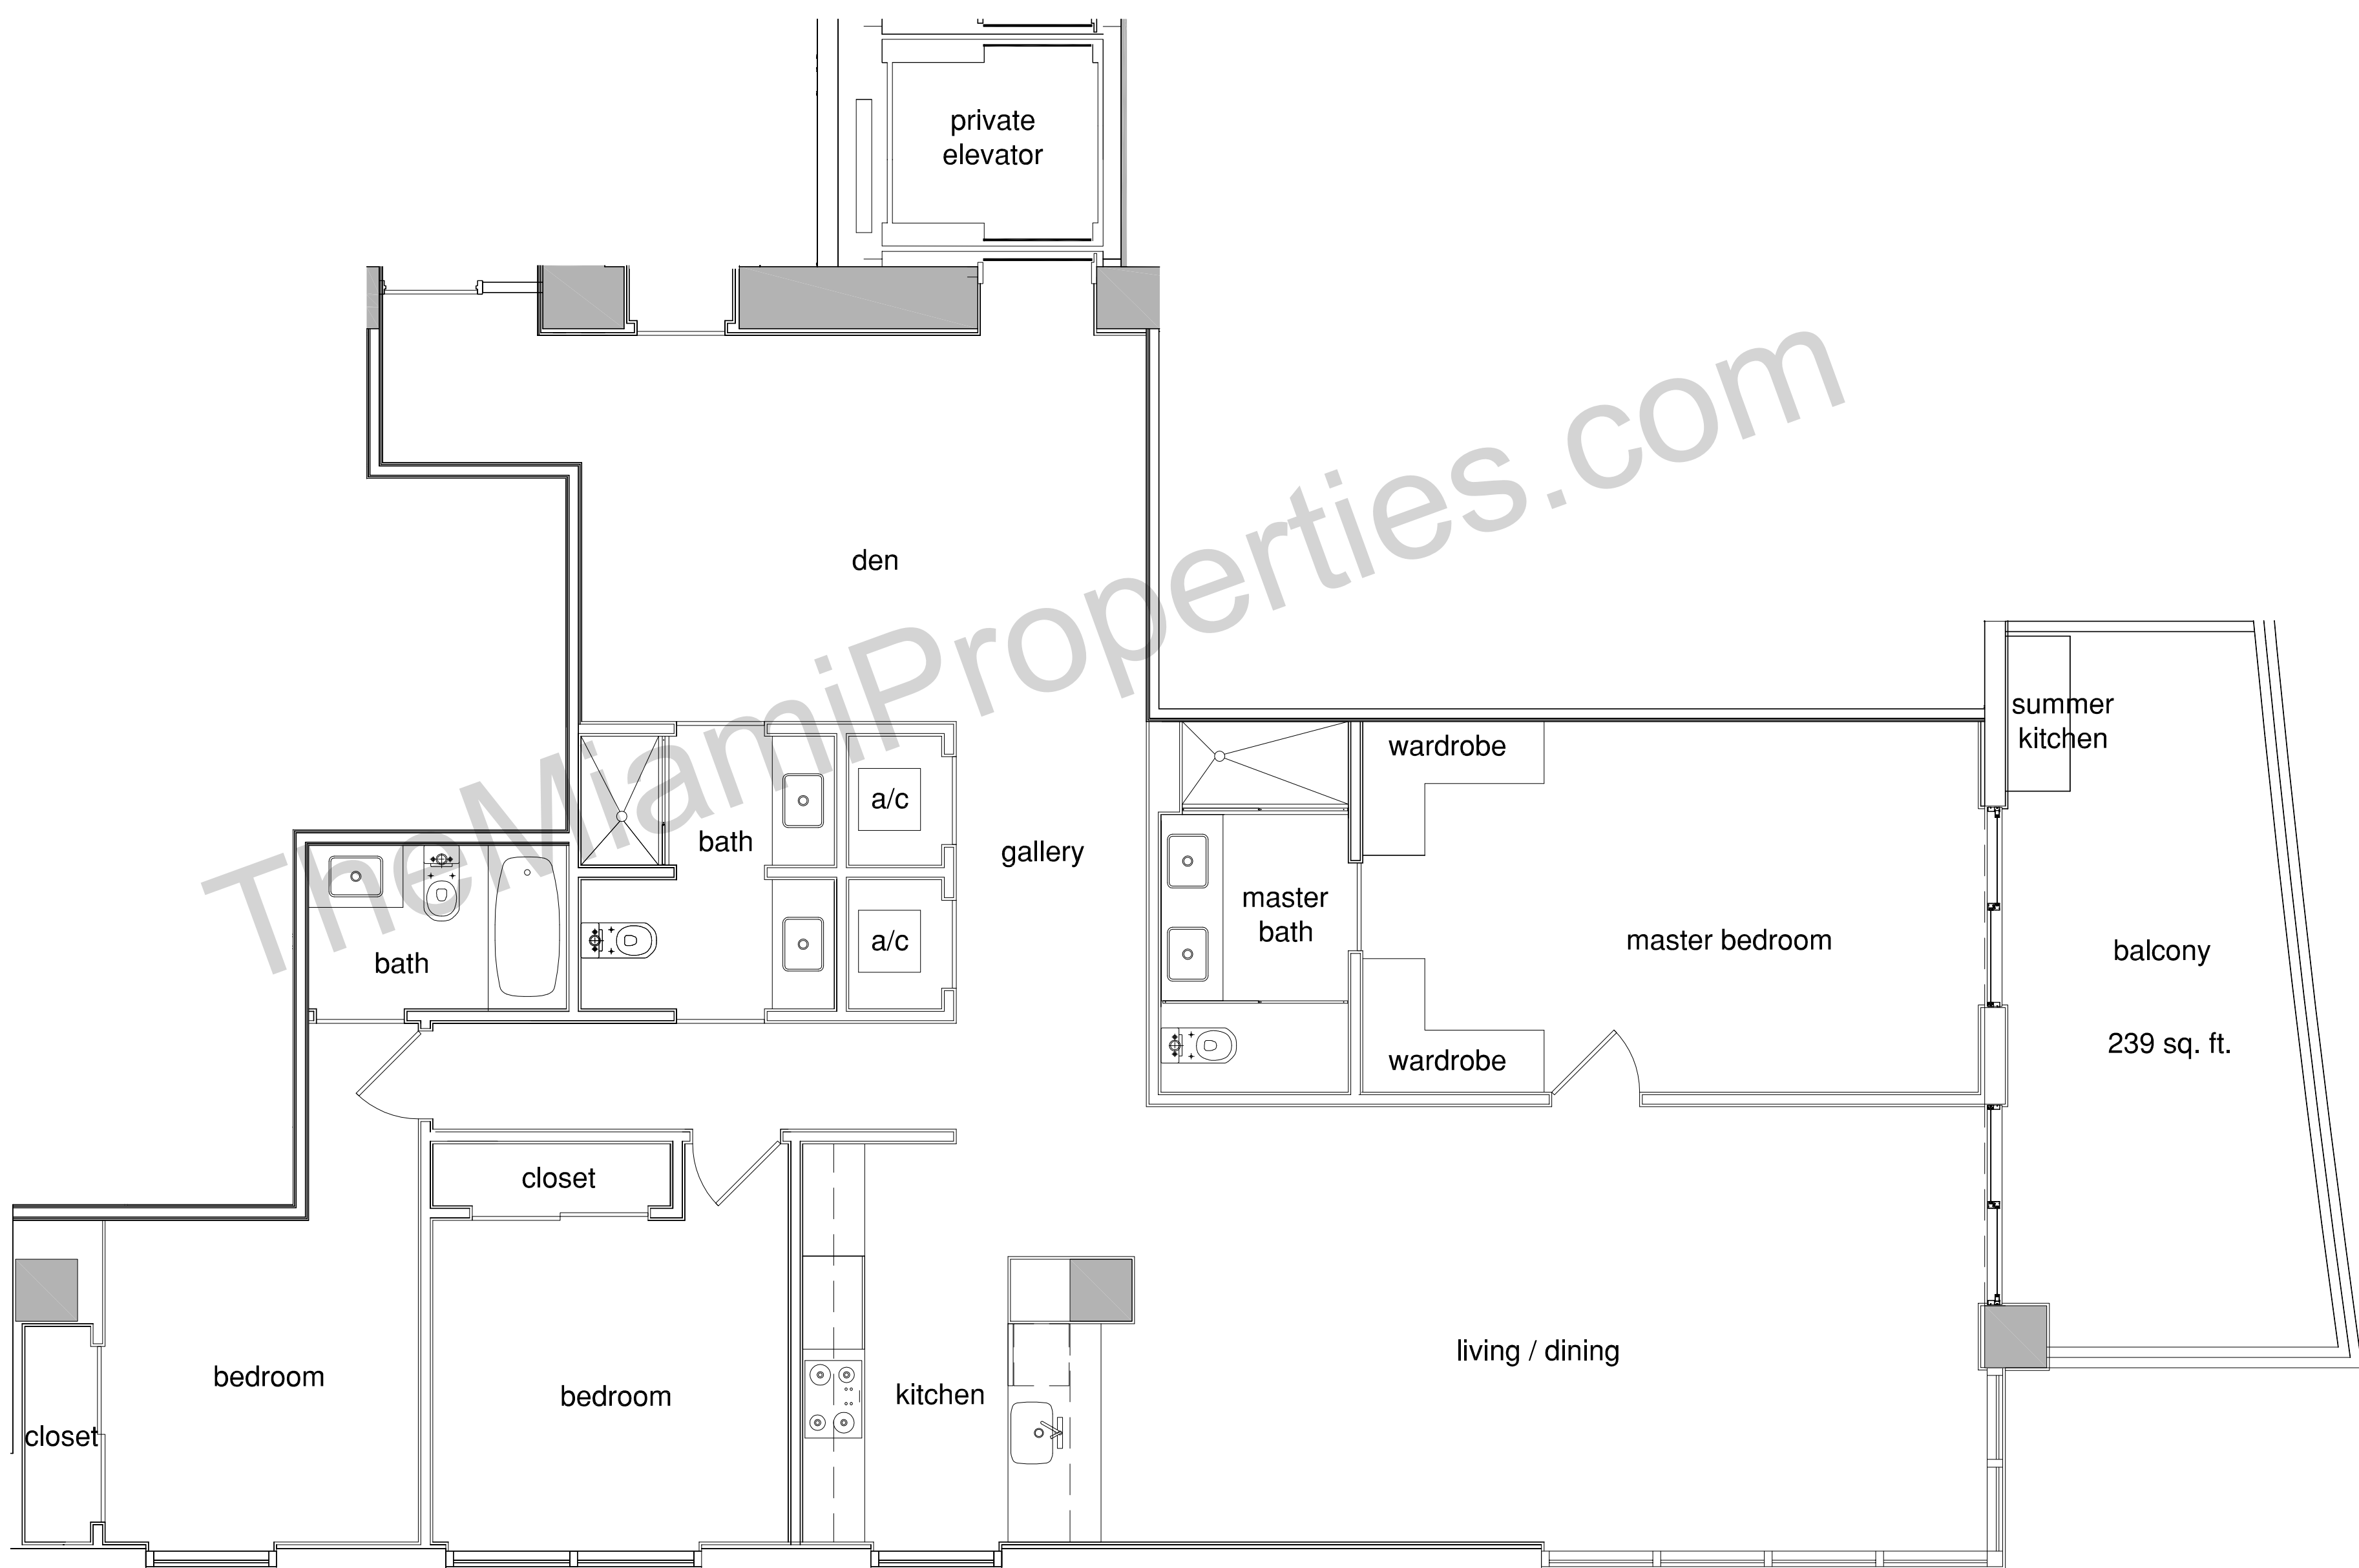 private
elevator
TheMiamiProperties.com
den
summer
kitchen
wardrobe
a/c
bath
gallery
master
bath
master bedroom
a/c
bath
balcony
239 sq. ft.
wardrobe
closet
living / dining
bedroom
bedroom
kitchen
closet